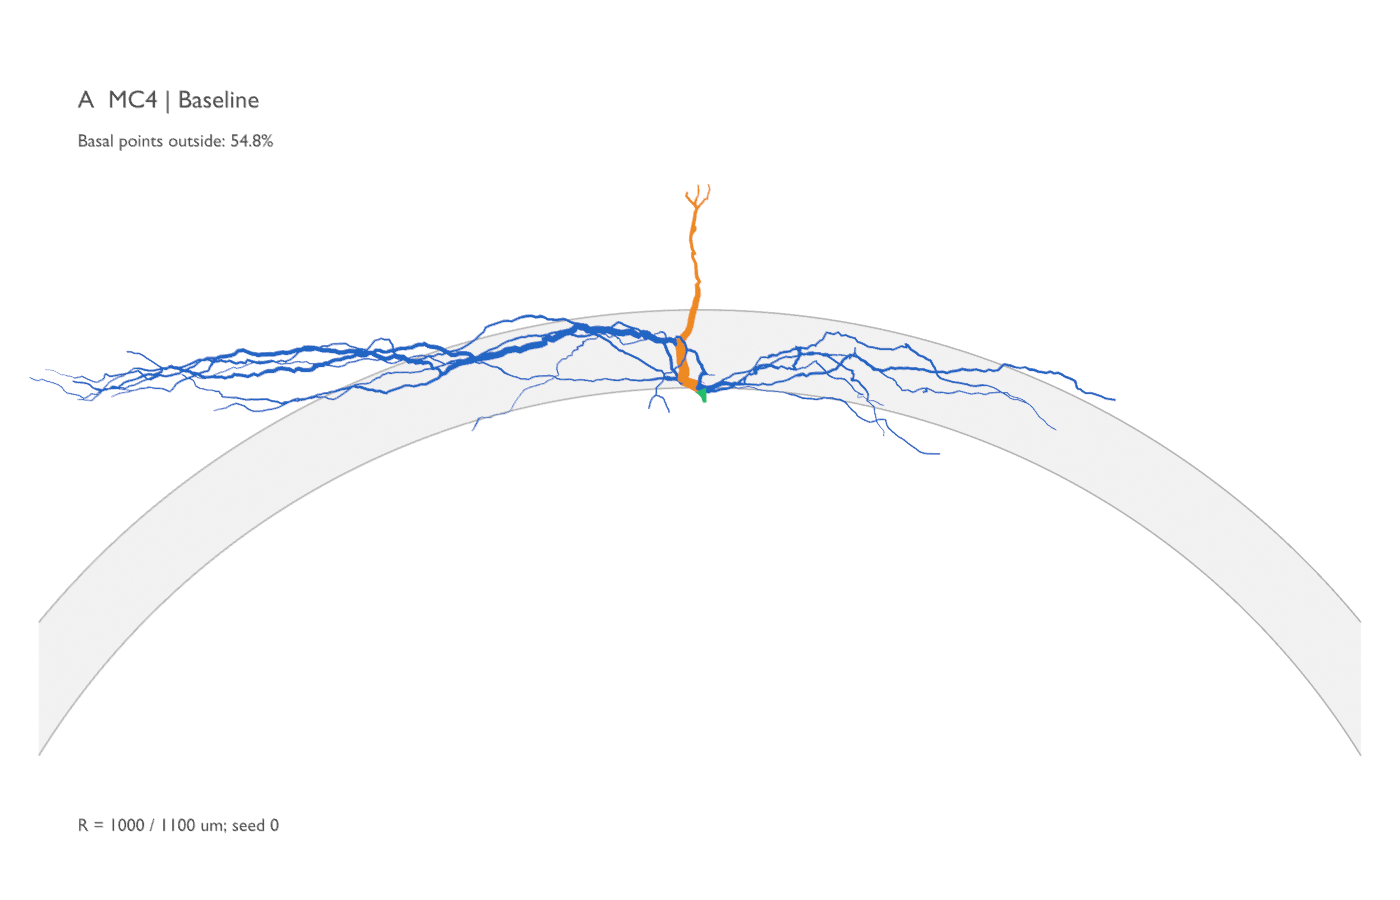 A MC4 | Baseline
Basal points outside: 54.8%
R = 1000 / 1100 um; seed 0